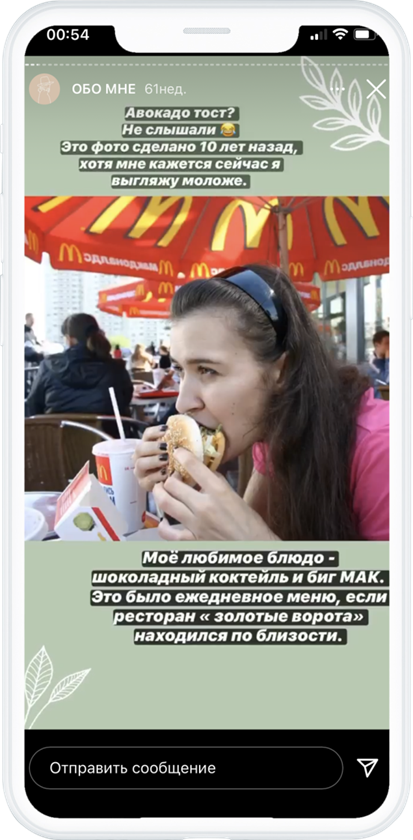 00:54
ОБО МНЕ 61нед.
Авокадо тост?
Не слышали 😂
Это фото сделано 10 лет назад,
хотя мне кажется сейчас я
выгляжу моложе.
Моё любимое блюдо -
шоколадный коктейль и биг МАК.
Это было ежедневное меню, если
ресторан « золотые ворота»
находился по близости.
Отправить сообщение